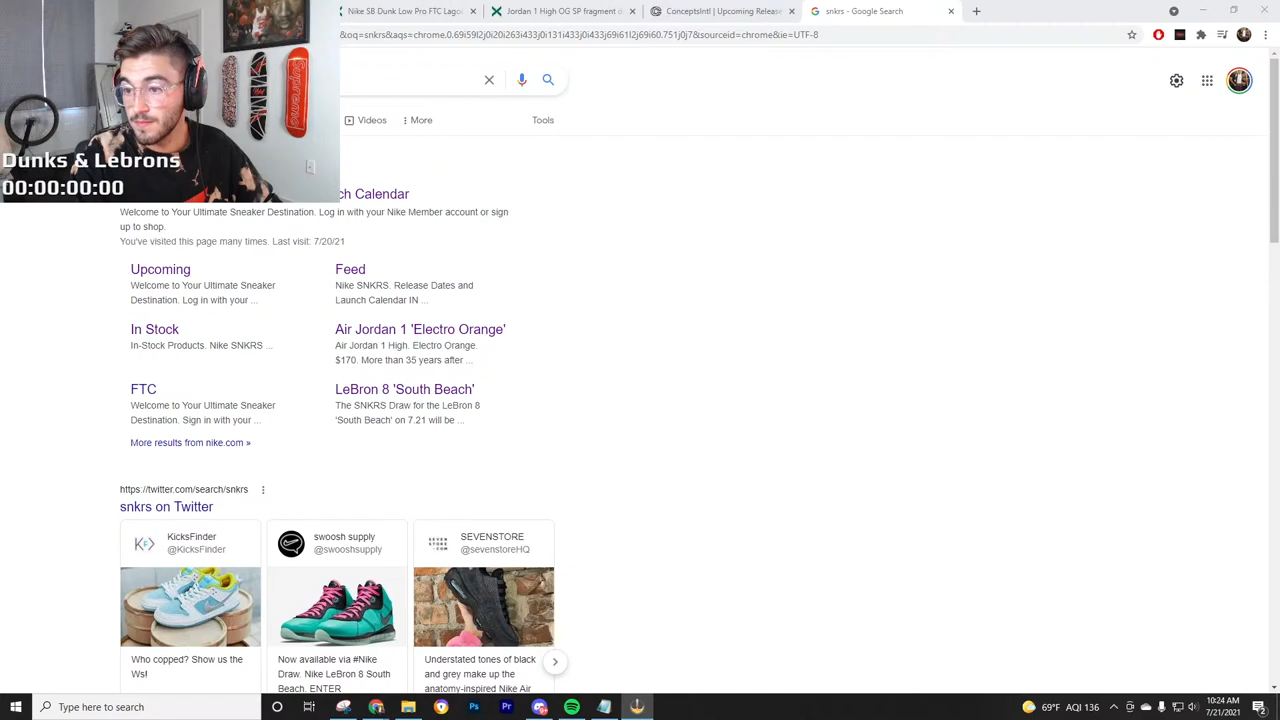 Nike SB Dunk Low Pro FTC Lago
Jordan 1 High OG SP fragment d
ConceptsIntl | Upcoming Release
snkrs - Google Search
&oq=snkrs&aqs=chrome.0.69i59l2j0i20i263i433j0i131i433j0i433j69i61l2j69i60.751j0j7&sourceid=chrome&ie=UTF-8
Videos
More
Tools
Supreme
Dunks & Lebrons
00:00:00:00
ch Calendar
Welcome to Your Ultimate Sneaker Destination. Log in with your Nike Member account or sign
up to shop.
You've visited this page many times. Last visit: 7/20/21
Upcoming
Welcome to Your Ultimate Sneaker
Destination. Log in with your ...
Feed
Nike SNKRS. Release Dates and
Launch Calendar IN ...
In Stock
In-Stock Products. Nike SNKRS ...
Air Jordan 1 'Electro Orange'
Air Jordan 1 High. Electro Orange.
$170. More than 35 years after ...
FTC
Welcome to Your Ultimate Sneaker
Destination. Sign in with your ...
LeBron 8 'South Beach'
The SNKRS Draw for the LeBron 8
'South Beach' on 7.21 will be ...
More results from nike.com »
https://twitter.com/search/snkrs
snkrs on Twitter
KicksFinder
@KicksFinder
Who copped? Show us the
Ws!
swoosh supply
@swooshsupply
Now available via #Nike
Draw. Nike LeBron 8 South
Beach. ENTER
SEVENSTORE
@sevenstoreHQ
SEVEN
STORE
.COM
Understated tones of black
and grey make up the
anatomy-inspired Nike Air
Type here to search
Ps
Pr
69°F AQI 136
10:24 AM
7/21/2021
2